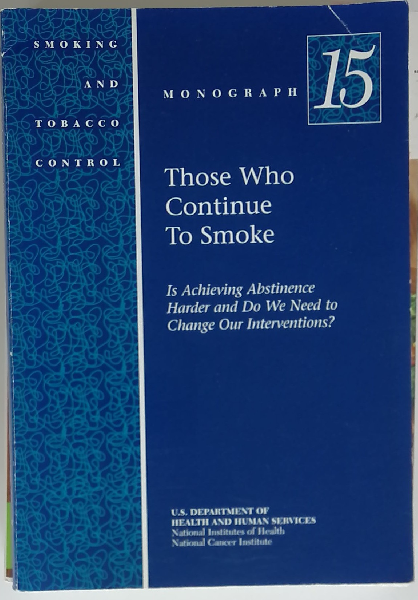 SMOKING
AND
TOBACCO
CONTROL
MONOGRAPH 15
Those Who
Continue
To Smoke
Is Achieving Abstinence
Harder and Do We Need to
Change Our Interventions?
U.S. DEPARTMENT OF
HEALTH AND HUMAN SERVICES
National Institutes of Health
National Cancer Institute